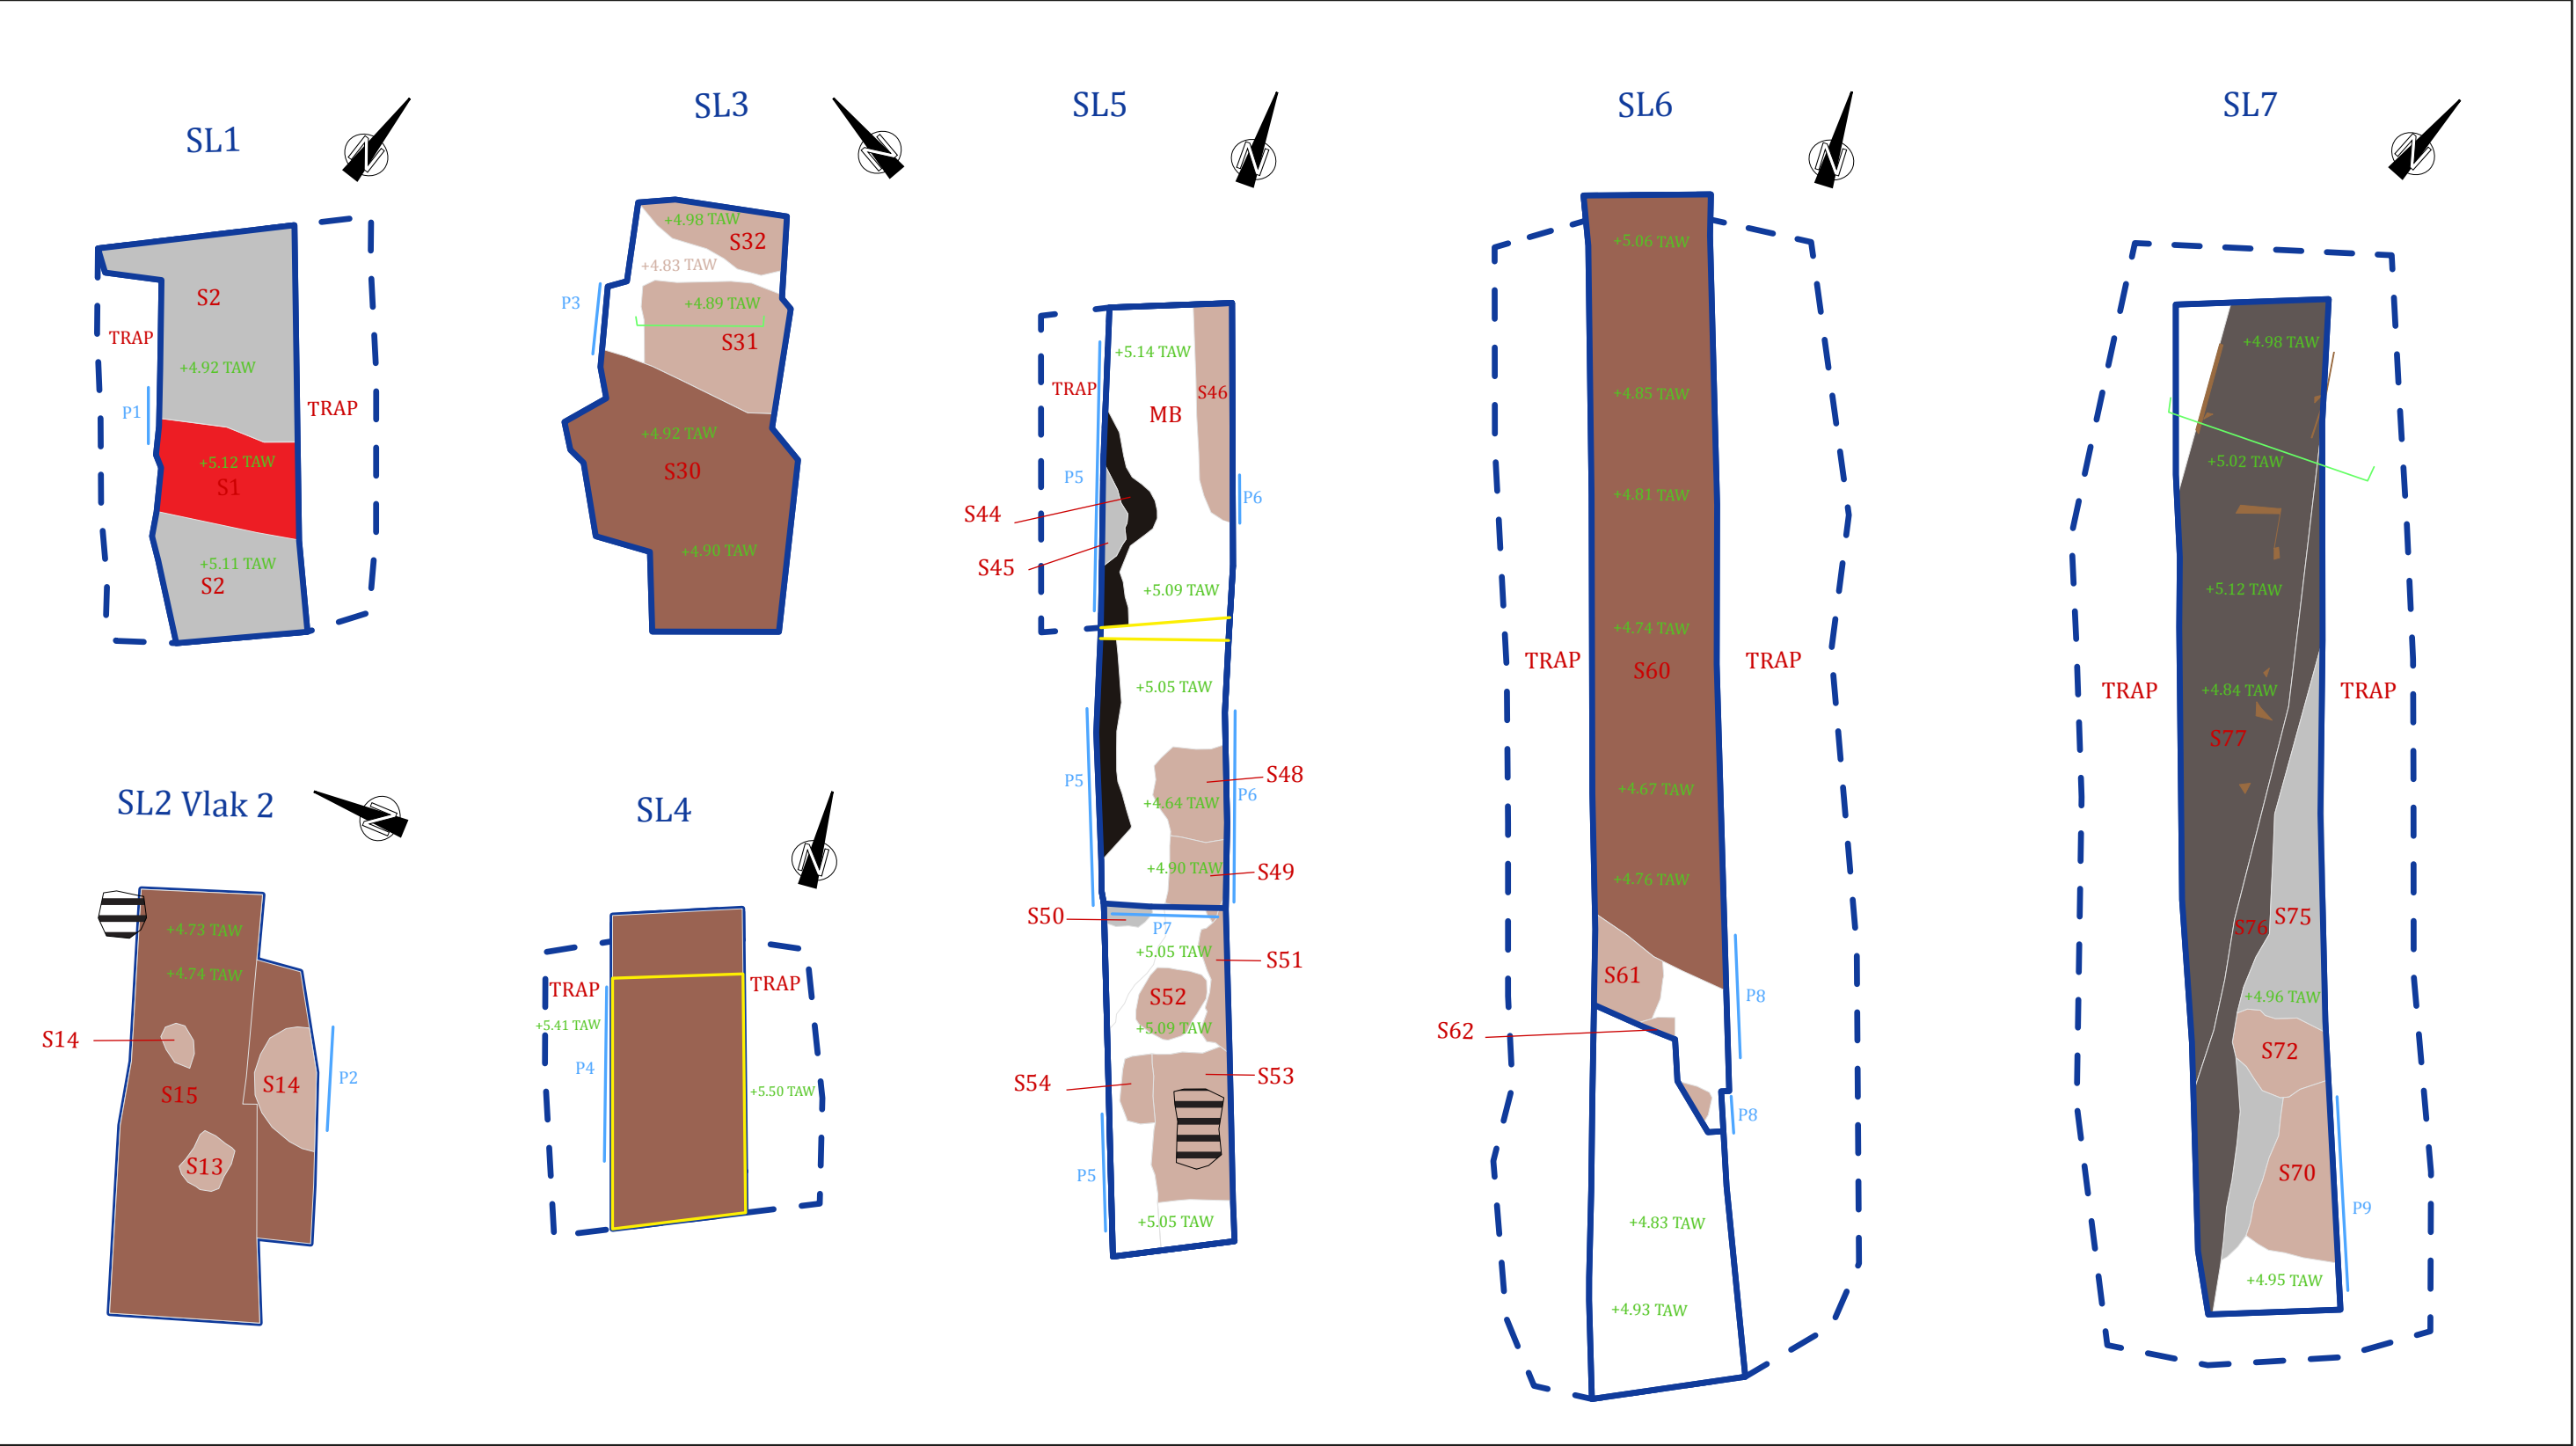 SL1
N
S2
TRAP
+4.92 TAW
P1
TRAP
+5.12 TAW
S1
+5.11 TAW
S2
SL3
N
+4.98 TAW
S32
+4.83 TAW
P3
+4.89 TAW
S31
+4.92 TAW
S30
+4.90 TAW
SL2 Vlak 2
N
+4.73 TAW
+4.74 TAW
S14
S14
P2
S15
S13
SL4
N
TRAP
TRAP
+5.41 TAW
P4
+5.50 TAW
SL5
N
+5.14 TAW
TRAP
S46
MB
P5
P6
S44
S45
+5.09 TAW
+5.05 TAW
S48
P5
P6
+4.64 TAW
+4.90 TAW
S49
S50
P7
+5.05 TAW
S51
S52
+5.09 TAW
S54
S53
P5
+5.05 TAW
SL6
N
+5.06 TAW
+4.85 TAW
+4.81 TAW
+4.74 TAW
TRAP
S60
TRAP
+4.67 TAW
+4.76 TAW
S61
P8
S62
P8
+4.83 TAW
+4.93 TAW
SL7
N
+4.98 TAW
+5.02 TAW
+5.12 TAW
+4.84 TAW
TRAP
TRAP
S77
S76
S75
+4.96 TAW
S72
S70
P9
+4.95 TAW